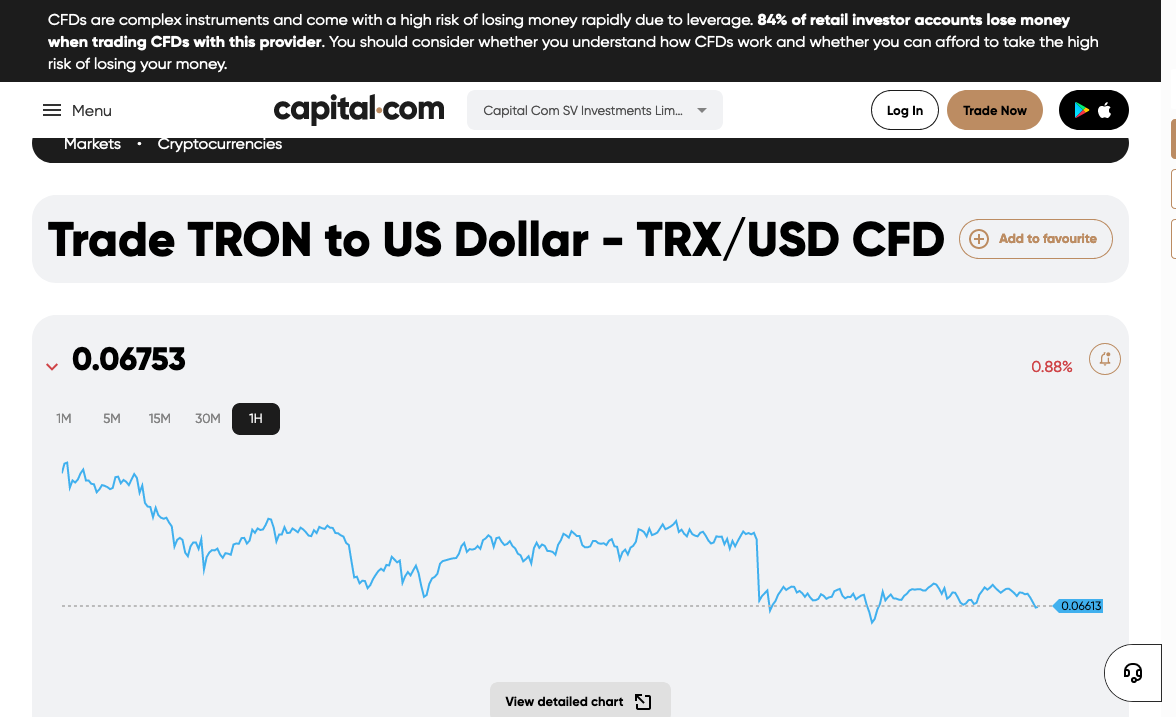 CFDs are complex instruments and come with a high risk of losing money rapidly due to leverage. 84% of retail investor accounts lose money
when trading CFDs with this provider. You should consider whether you understand how CFDs work and whether you can afford to take the high
risk of losing your money.
Menu
capital.com
Capital Com SV Investments Lim...
Log In
Trade Now
Markets • Cryptocurrencies
Trade TRON to US Dollar - TRX/USD CFD
Add to favourite
0.06753
0.88%
1M 5M 15M 30M 1H
0.06613
View detailed chart